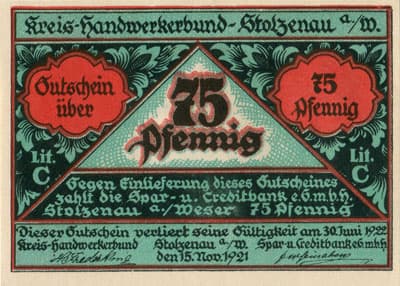 Kreis-Handwerkerbund-Stolzenau a/W.
Gutschein über
75 Pfennig
75 Pfennig
Lit. C
Lit. C
Gegen Einlieferung dieses Gutscheines
zahlt die Spar- u. Creditbank e.G.m.b.H.
Stolzenau a/Weser 75 Pfennig
Dieser Gutschein verliert seine Gültigkeit am 30 Juni 1922
Kreis-Handwerkerbund Stolzenau a/W. Spar-u Creditbank e.G.m.b.H
den 15. Nov. 1921